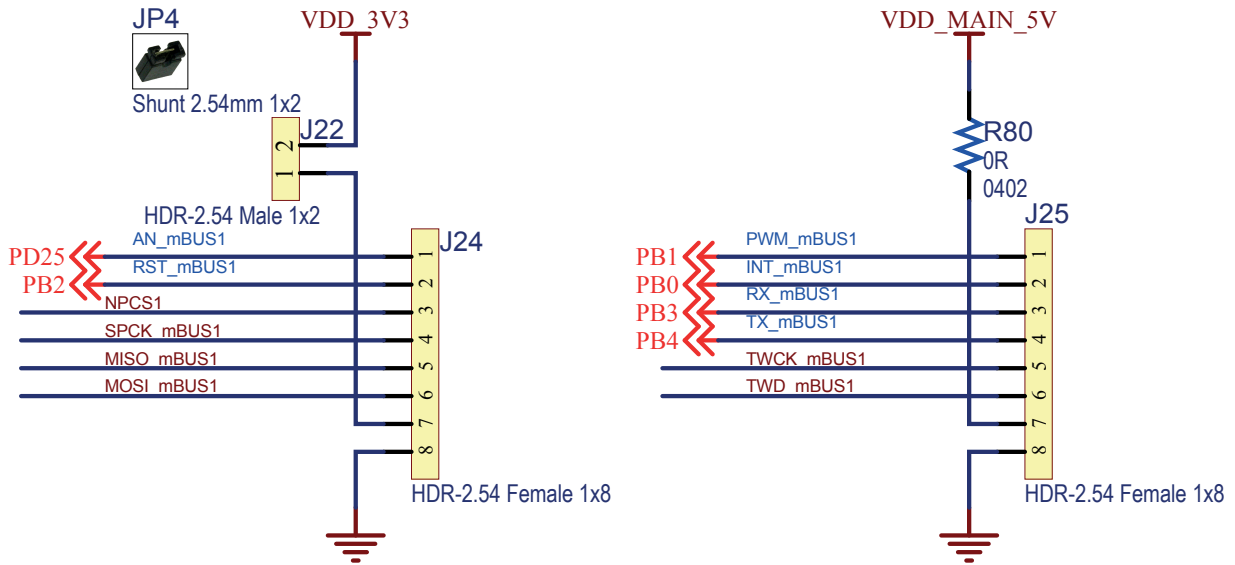 JP4
Shunt 2.54mm 1x2
VDD_3V3
J22
2
1
HDR-2.54 Male 1x2
J24
PD25
AN_mBUS1
1
PB2
RST_mBUS1
2
NPCS1
3
SPCK_mBUS1
4
MISO_mBUS1
5
MOSI_mBUS1
6
7
8
HDR-2.54 Female 1x8
VDD_MAIN_5V
R80
0R
0402
J25
PB1
PWM_mBUS1
1
PB0
INT_mBUS1
2
PB3
RX_mBUS1
3
PB4
TX_mBUS1
4
TWCK_mBUS1
5
TWD_mBUS1
6
7
8
HDR-2.54 Female 1x8